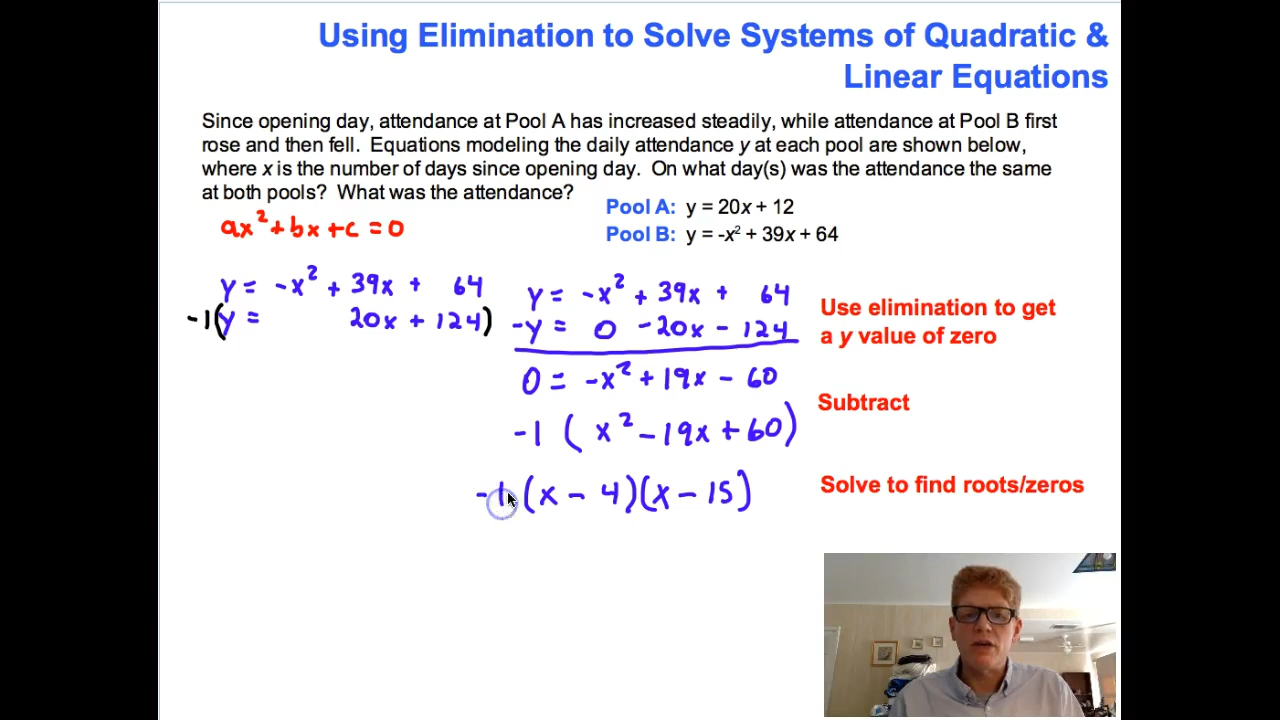 Using Elimination to Solve Systems of Quadratic &
Linear Equations
Since opening day, attendance at Pool A has increased steadily, while attendance at Pool B first
rose and then fell. Equations modeling the daily attendance y at each pool are shown below,
where x is the number of days since opening day. On what day(s) was the attendance the same
at both pools? What was the attendance?
Pool A: y = 20x + 12
Pool B: y = -x² + 39x + 64
ax² + bx + c = 0
y = -x² + 39x + 64
-1(y = 20x + 124)
y = -x² + 39x + 64
-y = 0 - 20x - 124
0 = -x² + 19x - 60
-1 (x² - 19x + 60)
-1 (x - 4)(x - 15)
Use elimination to get
a y value of zero
Subtract
Solve to find roots/zeros